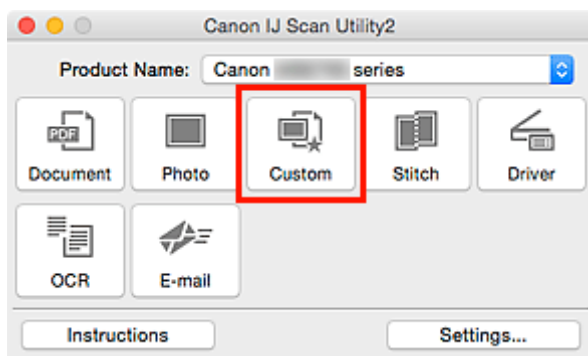 Canon IJ Scan Utility2
Product Name: Canon series
PDF
Document Photo Custom Stitch Driver
OCR E-mail
Instructions Settings...